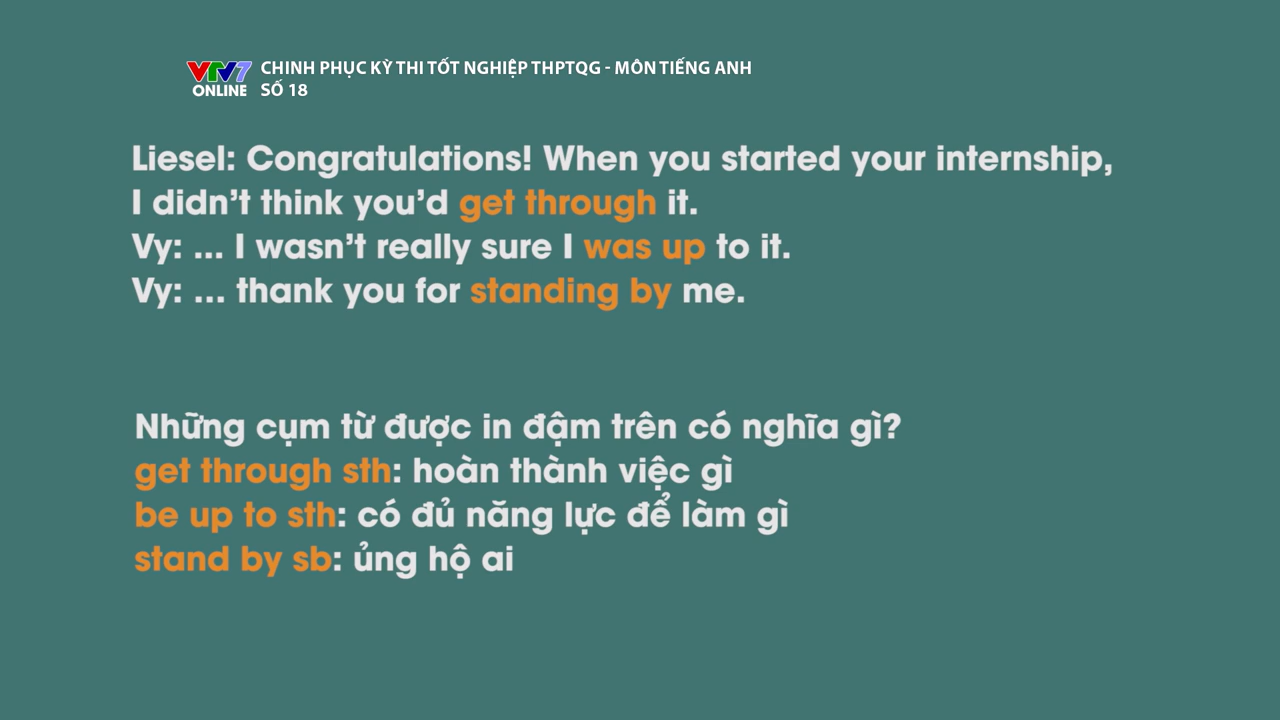 VTV7
ONLINE
CHINH PHỤC KỲ THI TỐT NGHIỆP THPTQG - MÔN TIẾNG ANH
SỐ 18
Liesel: Congratulations! When you started your internship,
I didn't think you'd get through it.
Vy: ... I wasn't really sure I was up to it.
Vy: ... thank you for standing by me.
Những cụm từ được in đậm trên có nghĩa gì?
get through sth: hoàn thành việc gì
be up to sth: có đủ năng lực để làm gì
stand by sb: ủng hộ ai